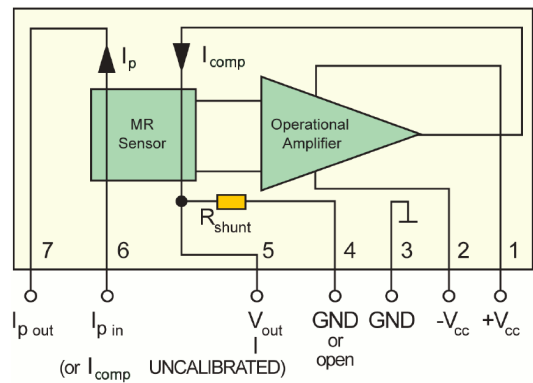 Ip
Icomp
MR
Sensor
Operational
Amplifier
Rshunt
7 6 5 4 3 2 1
Ip out Ip in Vout GND GND -Vcc +Vcc
I or
open
(or Icomp UNCALIBRATED)